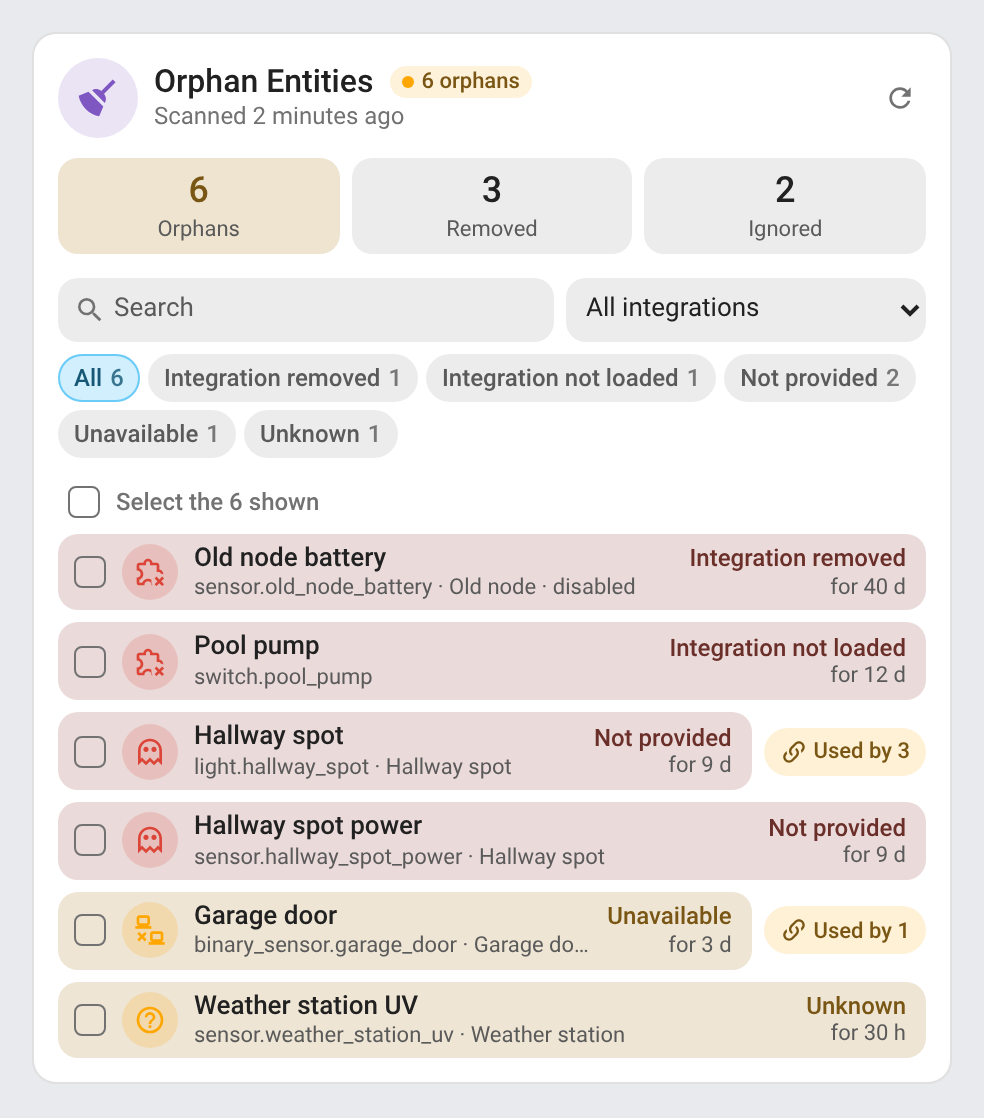 Orphan Entities
6 orphans
Scanned 2 minutes ago
6
Orphans
3
Removed
2
Ignored
Search
All integrations
All 6
Integration removed 1
Integration not loaded 1
Not provided 2
Unavailable 1
Unknown 1
Select the 6 shown
Old node battery
sensor.old_node_battery · Old node · disabled
Integration removed
for 40 d
Pool pump
switch.pool_pump
Integration not loaded
for 12 d
Hallway spot
light.hallway_spot · Hallway spot
Not provided
for 9 d
Used by 3
Hallway spot power
sensor.hallway_spot_power · Hallway spot
Not provided
for 9 d
Garage door
binary_sensor.garage_door · Garage do...
Unavailable
for 3 d
Used by 1
Weather station UV
sensor.weather_station_uv · Weather station
Unknown
for 30 h